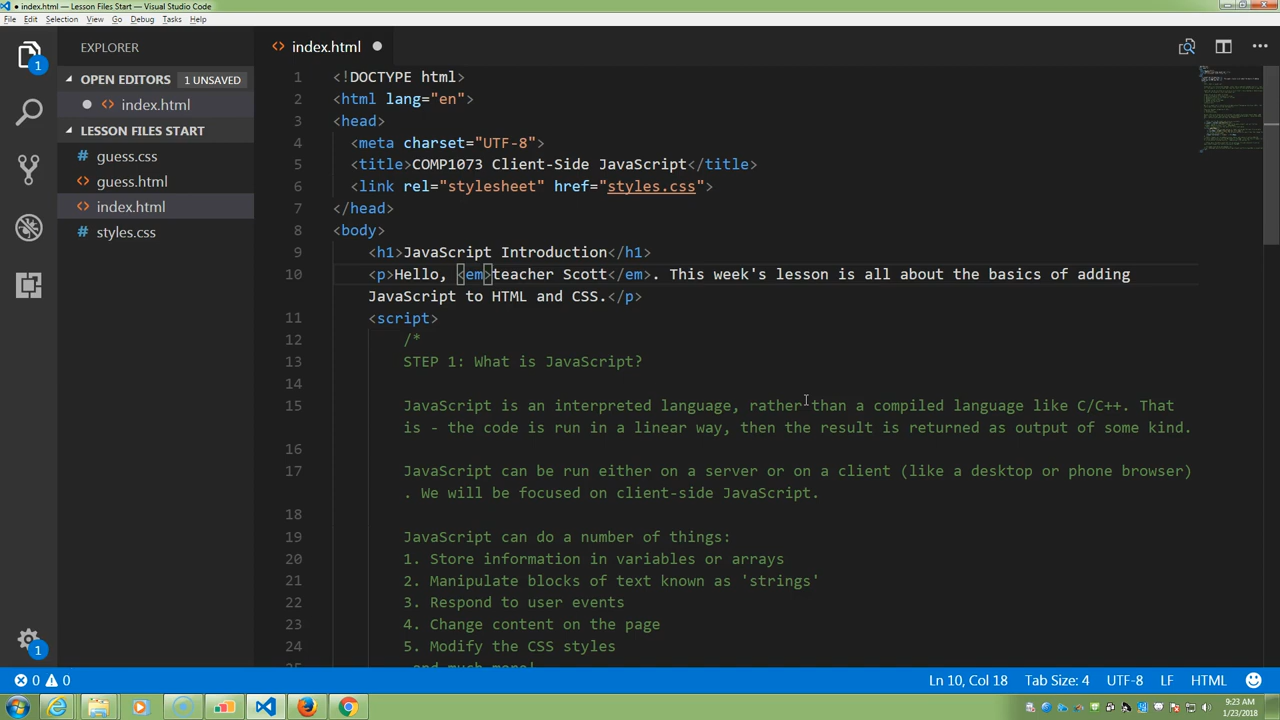 ● index.html — Lesson Files Start — Visual Studio Code
File Edit Selection View Go Debug Tasks Help
EXPLORER
OPEN EDITORS 1 UNSAVED
index.html
LESSON FILES START
guess.css
guess.html
index.html
styles.css
1
1
index.html
1 <!DOCTYPE html>
2 <html lang="en">
3 <head>
4 <meta charset="UTF-8">
5 <title>COMP1073 Client-Side JavaScript</title>
6 <link rel="stylesheet" href="styles.css">
7 </head>
8 <body>
9 <h1>JavaScript Introduction</h1>
10 <p>Hello, <em>teacher Scott</em>. This week's lesson is all about the basics of adding
JavaScript to HTML and CSS.</p>
11 <script>
12 /*
13 STEP 1: What is JavaScript?
14
15 JavaScript is an interpreted language, rather than a compiled language like C/C++. That
is - the code is run in a linear way, then the result is returned as output of some kind.
16
17 JavaScript can be run either on a server or on a client (like a desktop or phone browser)
. We will be focused on client-side JavaScript.
18
19 JavaScript can do a number of things:
20 1. Store information in variables or arrays
21 2. Manipulate blocks of text known as 'strings'
22 3. Respond to user events
23 4. Change content on the page
24 5. Modify the CSS styles
25 and much more!
0 0 Ln 10, Col 18 Tab Size: 4 UTF-8 LF HTML
9:23 AM
1/23/2018